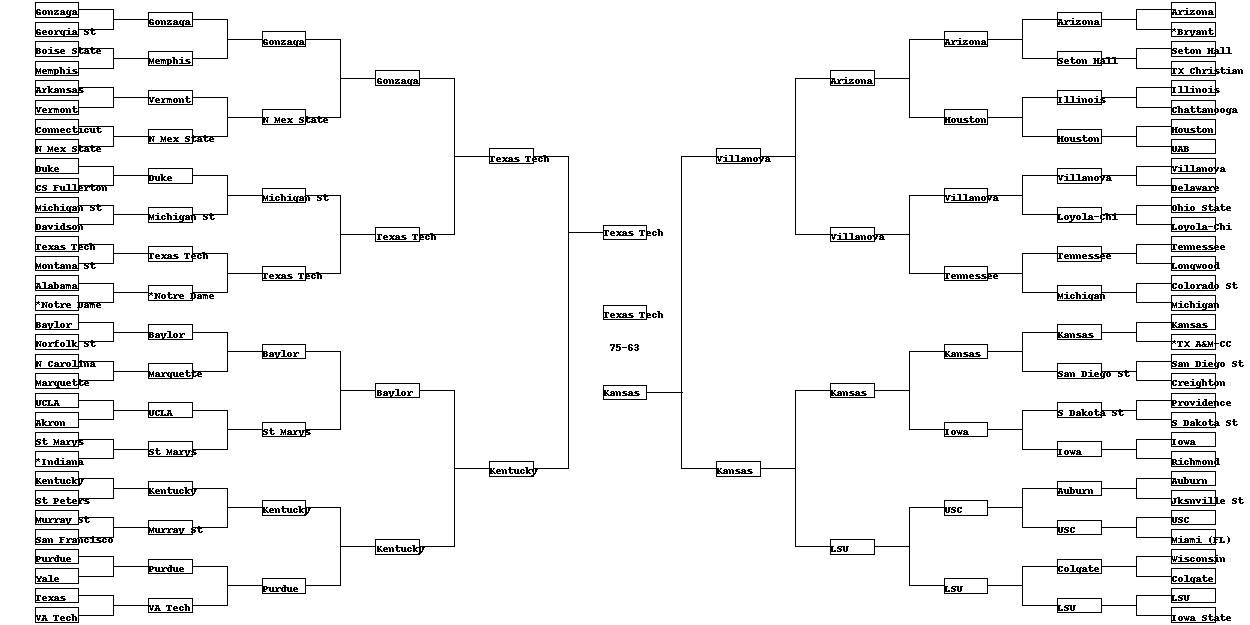 Gonzaga
Georgia St
Boise State
Memphis
Arkansas
Vermont
Connecticut
N Mex State
Duke
CS Fullerton
Michigan St
Davidson
Texas Tech
Montana St
Alabama
*Notre Dame
Baylor
Norfolk St
N Carolina
Marquette
UCLA
Akron
St Marys
*Indiana
Kentucky
St Peters
Murray St
San Francisco
Purdue
Yale
Texas
VA Tech
Gonzaga
Memphis
Vermont
N Mex State
Duke
Michigan St
Texas Tech
*Notre Dame
Baylor
Marquette
UCLA
St Marys
Kentucky
Murray St
Purdue
VA Tech
Gonzaga
N Mex State
Michigan St
Texas Tech
Baylor
St Marys
Kentucky
Purdue
Gonzaga
Texas Tech
Baylor
Kentucky
Texas Tech
Kentucky
Texas Tech
Texas Tech
75-63
Kansas
Villanova
Kansas
Arizona
Villanova
Kansas
LSU
Arizona
Houston
Villanova
Tennessee
Kansas
Iowa
USC
LSU
Arizona
Seton Hall
Illinois
Houston
Villanova
Loyola-Chi
Tennessee
Michigan
Kansas
San Diego St
S Dakota St
Iowa
Auburn
USC
Colgate
LSU
Arizona
*Bryant
Seton Hall
TX Christian
Illinois
Chattanooga
Houston
UAB
Villanova
Delaware
Ohio State
Loyola-Chi
Tennessee
Longwood
Colorado St
Michigan
Kansas
*TX A&M-CC
San Diego St
Creighton
Providence
S Dakota St
Iowa
Richmond
Auburn
Jksnville St
USC
Miami (FL)
Wisconsin
Colgate
LSU
Iowa State